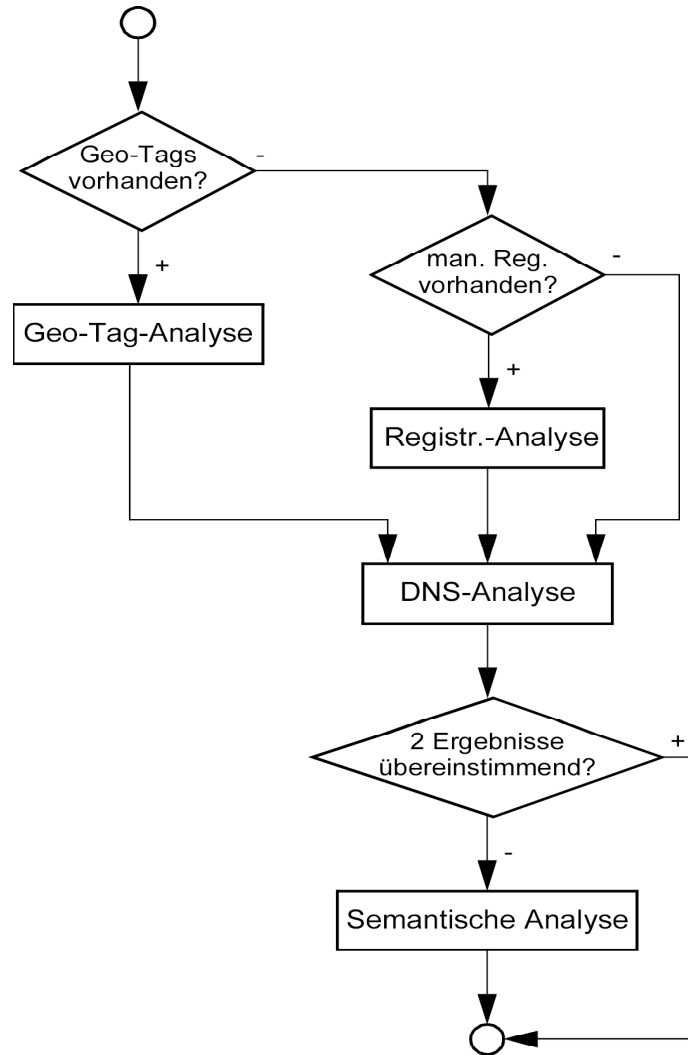 Geo-Tags
vorhanden?
-
+
man. Reg.
vorhanden?
-
Geo-Tag-Analyse
+
Registr.-Analyse
DNS-Analyse
2 Ergebnisse
übereinstimmend?
+
-
Semantische Analyse